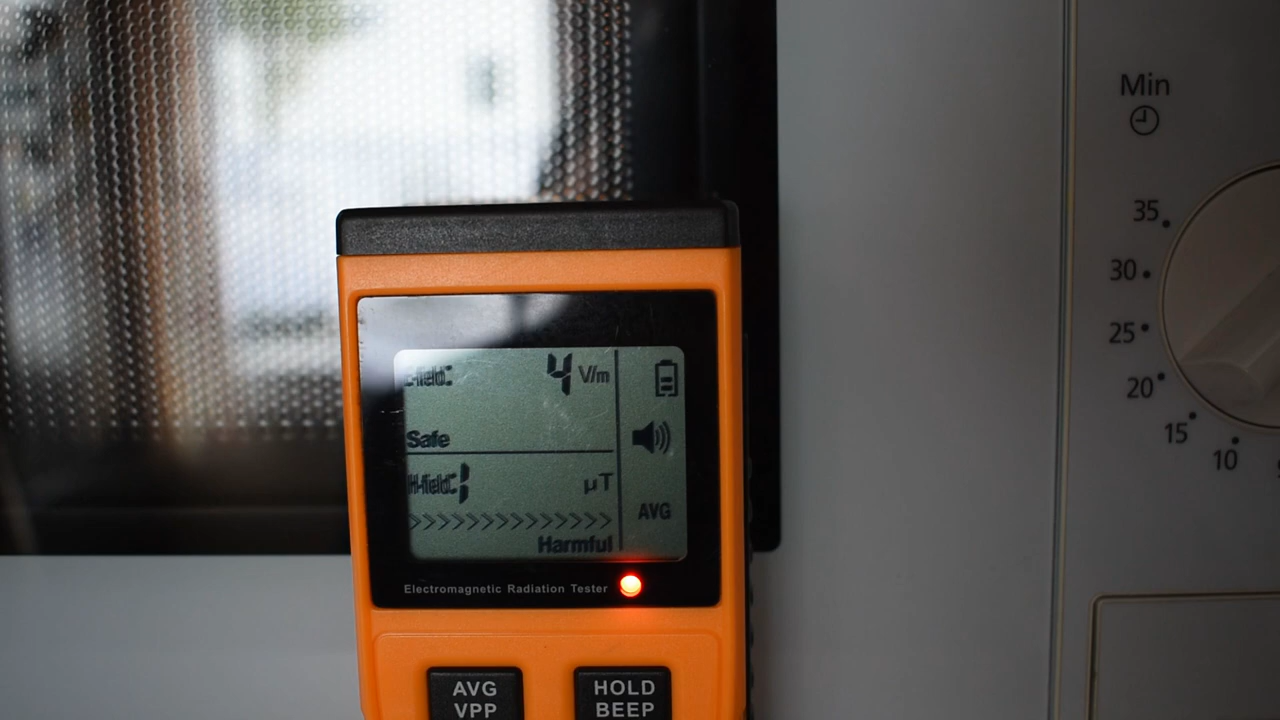 Min
35
30
25
20
15
10
4 V/m
Safe
H-field:
μT
AVG
Harmful
Electromagnetic Radiation Tester
AVG
VPP
HOLD
BEEP